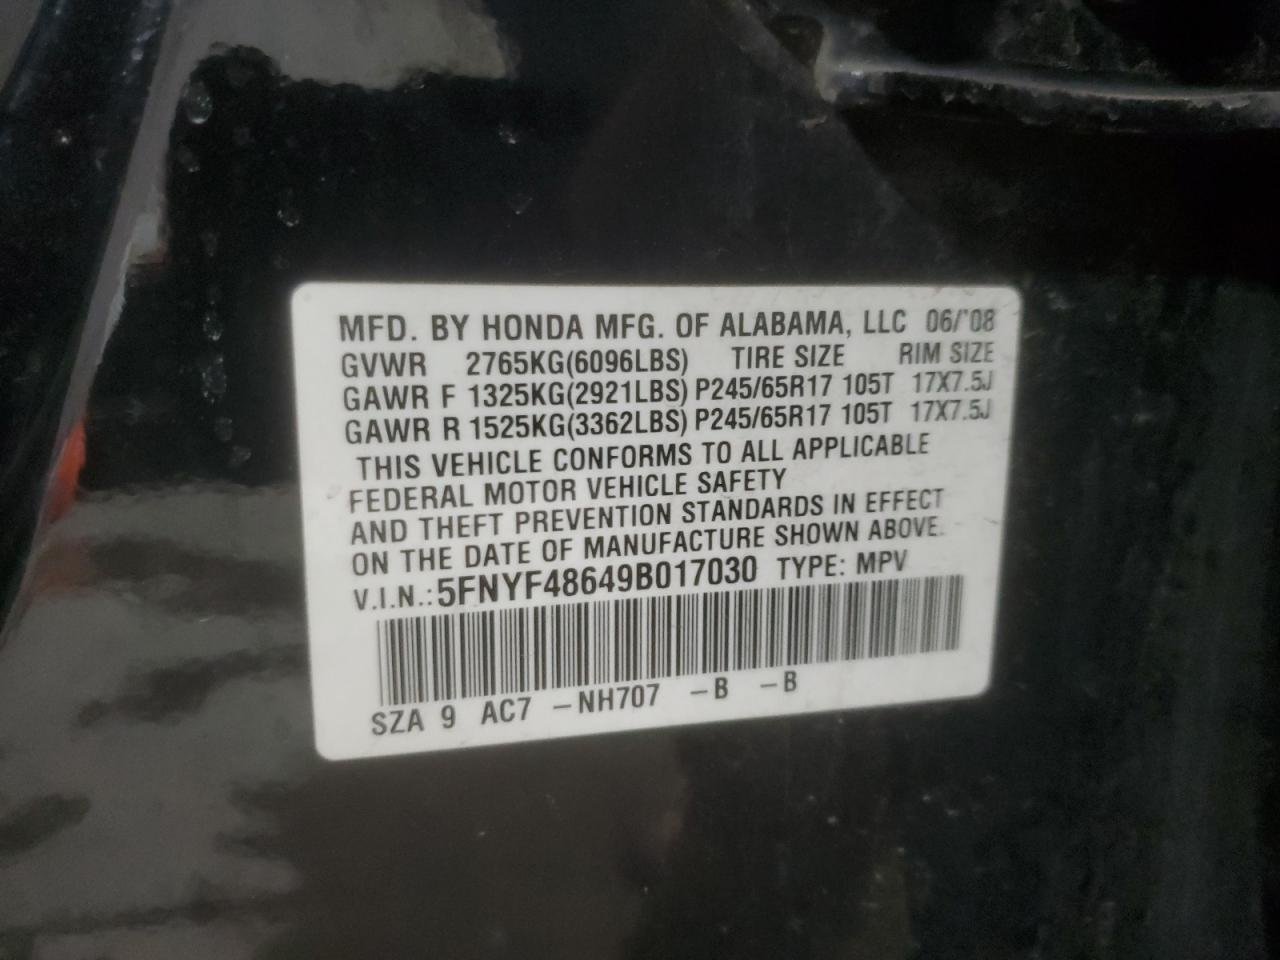 MFD. BY HONDA MFG. OF ALABAMA, LLC 06/'08
GVWR 2765KG(6096LBS) TIRE SIZE RIM SIZE
GAWR F 1325KG(2921LBS) P245/65R17 105T 17X7.5J
GAWR R 1525KG(3362LBS) P245/65R17 105T 17X7.5J
THIS VEHICLE CONFORMS TO ALL APPLICABLE
FEDERAL MOTOR VEHICLE SAFETY
AND THEFT PREVENTION STANDARDS IN EFFECT
ON THE DATE OF MANUFACTURE SHOWN ABOVE.
V.I.N.: 5FNYF48649B017030 TYPE: MPV
SZA 9 AC7 -NH707 -B -B